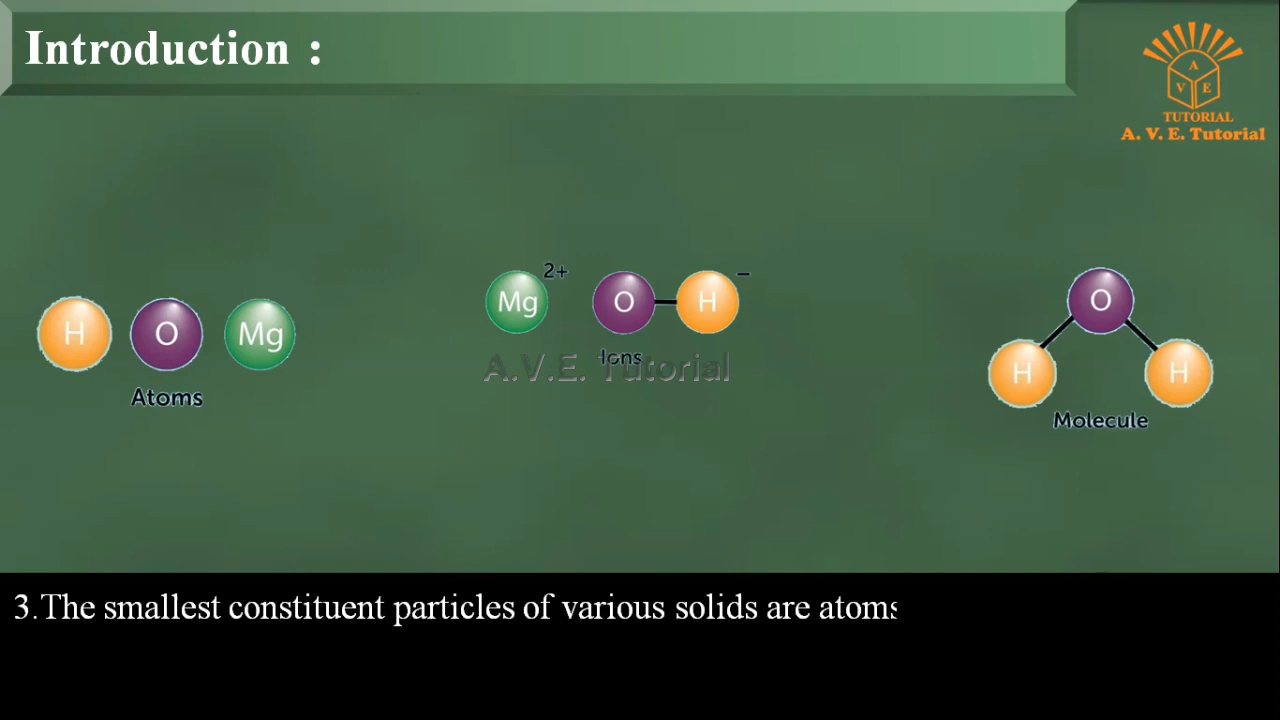 Introduction :
A
V E
TUTORIAL
A. V. E. Tutorial
H O Mg
Atoms
Mg 2+ O H –
Ions
A.V.E. Tutorial
O
H H
Molecule
3.The smallest constituent particles of various solids are atoms